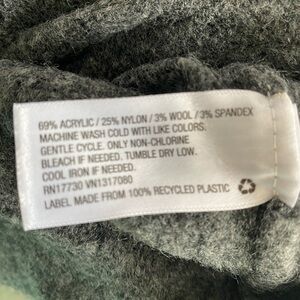 69% ACRYLIC / 25% NYLON / 3% WOOL / 3% SPANDEX
MACHINE WASH COLD WITH LIKE COLORS.
GENTLE CYCLE. ONLY NON-CHLORINE
BLEACH IF NEEDED. TUMBLE DRY LOW.
COOL IRON IF NEEDED.
RN17730 VN1317080
LABEL MADE FROM 100% RECYCLED PLASTIC